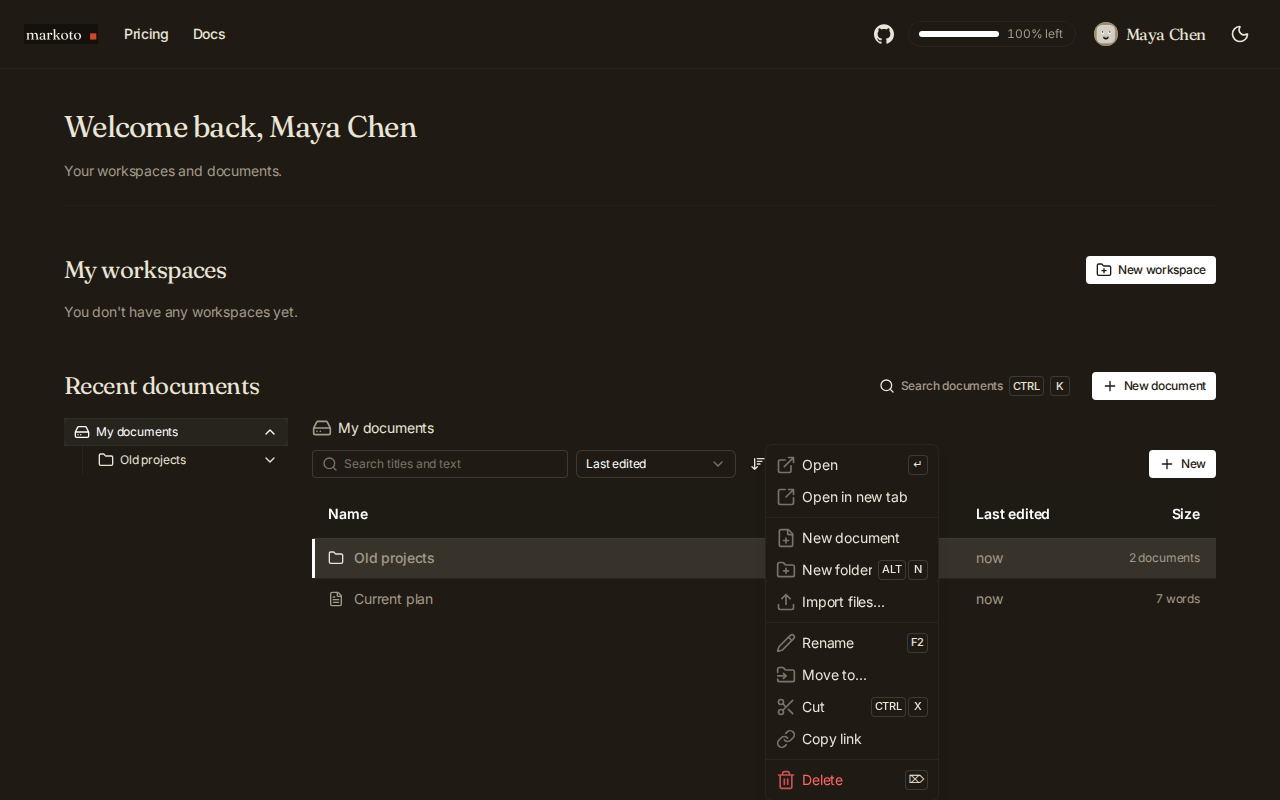 markoto Pricing Docs 100% left Maya Chen
Welcome back, Maya Chen
Your workspaces and documents.
My workspaces New workspace
You don't have any workspaces yet.
Recent documents Search documents CTRL K New document
My documents My documents
Old projects Search titles and text Last edited New
Name Last edited Size
Old projects now 2 documents
Current plan now 7 words
Open ↵
Open in new tab
New document
New folder ALT N
Import files...
Rename F2
Move to...
Cut CTRL X
Copy link
Delete ⌦